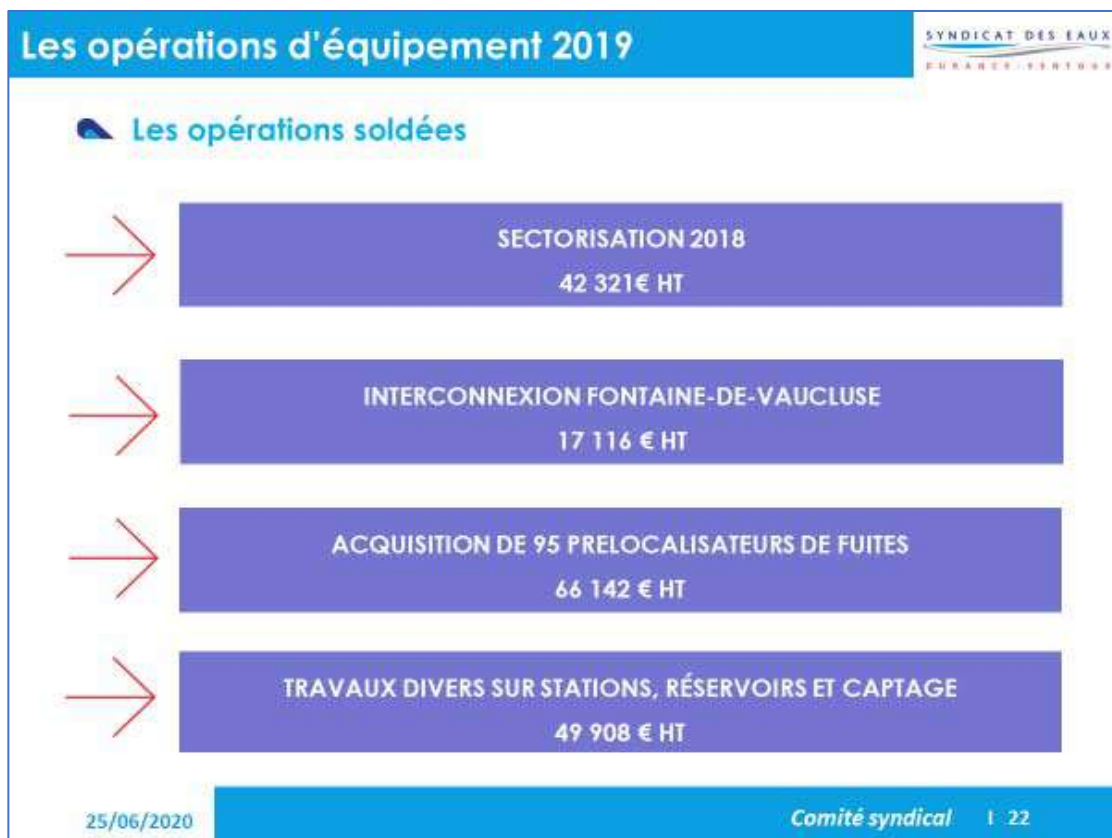 Les opérations d'équipement 2019
SYNDICAT DES EAUX
DURANCE-VENTOUX
Les opérations soldées
SECTORISATION 2018
42 321€ HT
INTERCONNEXION FONTAINE-DE-VAUCLUSE
17 116 € HT
ACQUISITION DE 95 PRELOCALISATEURS DE FUITES
66 142 € HT
TRAVAUX DIVERS SUR STATIONS, RÉSERVOIRS ET CAPTAGE
49 908 € HT
25/06/2020
Comité syndical I 22